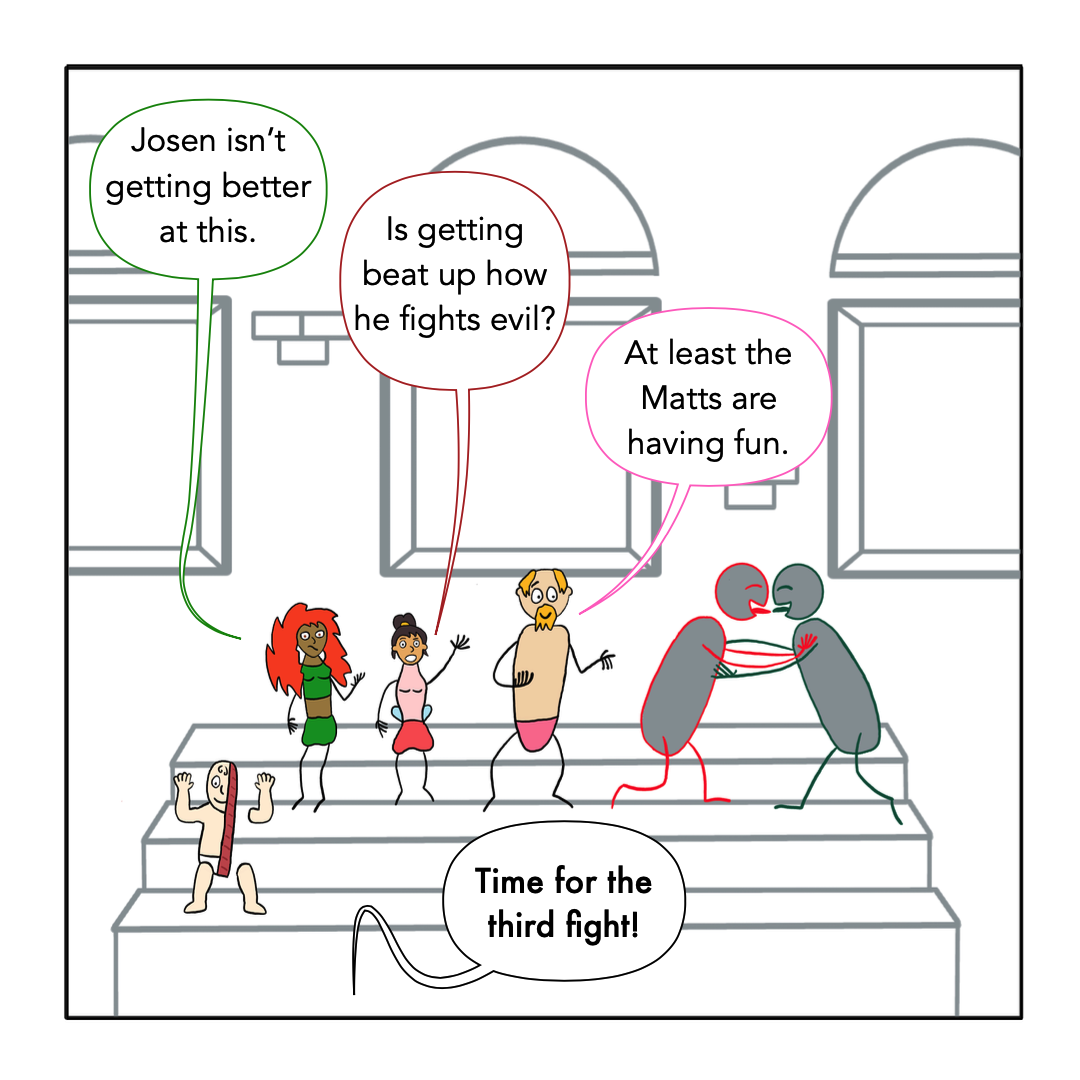 Josen isn’t
getting better
at this.
Is getting
beat up how
he fights evil?
At least the
Matts are
having fun.
Time for the
third fight!